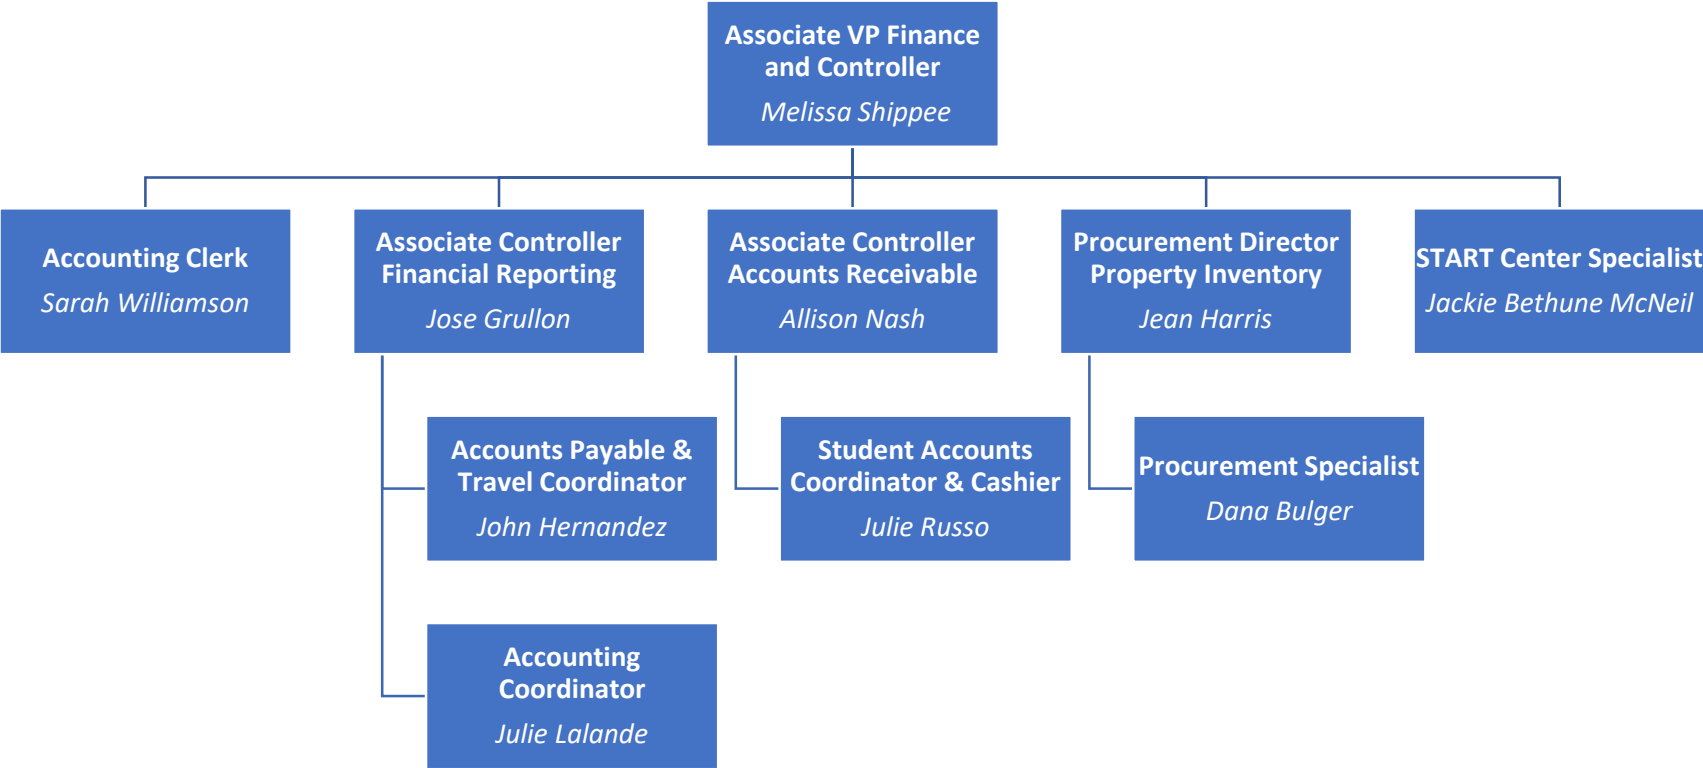 Associate VP Finance
and Controller
Melissa Shippee
Accounting Clerk
Sarah Williamson
Associate Controller
Financial Reporting
Jose Grullon
Associate Controller
Accounts Receivable
Allison Nash
Procurement Director
Property Inventory
Jean Harris
START Center Specialist
Jackie Bethune McNeil
Accounts Payable &
Travel Coordinator
John Hernandez
Student Accounts
Coordinator & Cashier
Julie Russo
Procurement Specialist
Dana Bulger
Accounting
Coordinator
Julie Lalande